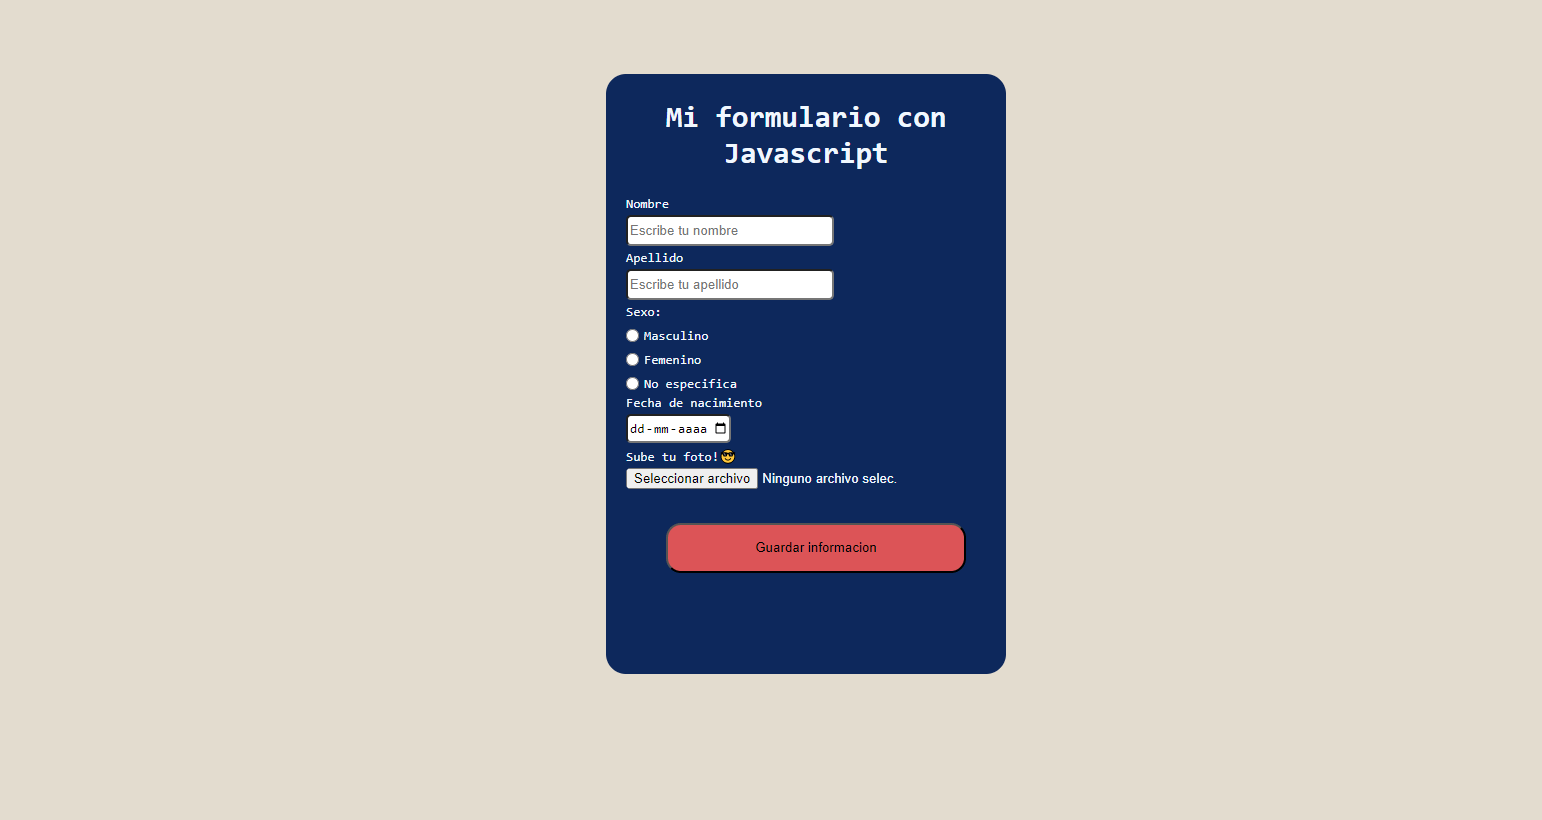 Mi formulario con
Javascript
Nombre
Escribe tu nombre
Apellido
Escribe tu apellido
Sexo:
Masculino
Femenino
No especifica
Fecha de nacimiento
dd-mm-aaaa
Sube tu foto!😎
Seleccionar archivo Ninguno archivo selec.
Guardar informacion